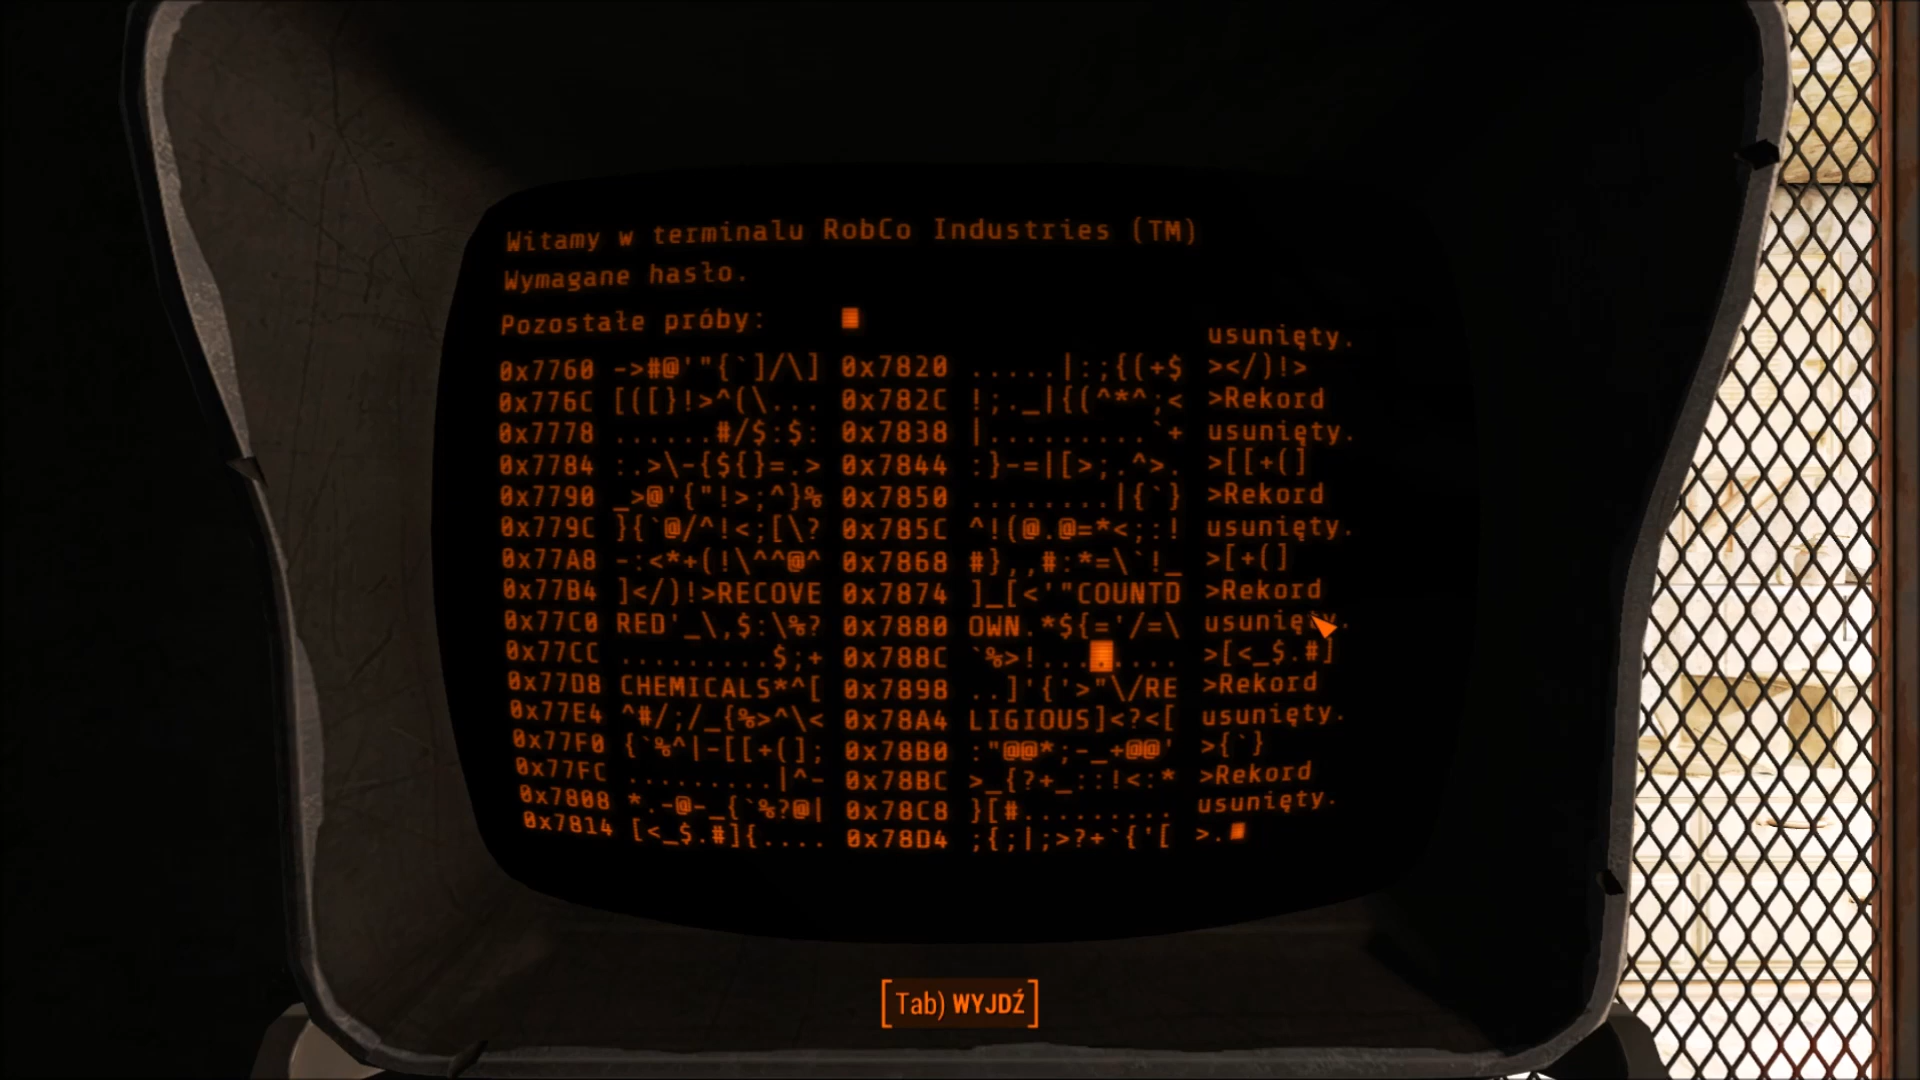 Witamy w terminalu RobCo Industries (TM)
Wymagane hasło.
Pozostałe próby:
0x7760 ->#@'"{`]/\] 0x7820 .....|:;{(+$
0x776C [([}!>^(\... 0x782C !;._|{(^*^;<
0x7778 ......#/$:$: 0x7838 |.........`+
0x7784 :.>\-{${}=.> 0x7844 :}-=|[>;.^>.
0x7790 _>@'{"!>;^}% 0x7850 ........|{`}
0x779C }{`@/^!<;[\? 0x785C ^!(@.@=*<;:!
0x77A8 -:<*+(!\^^@^ 0x7868 #},,#:*=\`!_
0x77B4 ]</)!>RECOVE 0x7874 ]_[<'"COUNTD
0x77C0 RED'_\,$:\%? 0x7880 OWN.*${='/=\
0x77CC .........$;+ 0x788C `%>!........
0x77D8 CHEMICALS*^[ 0x7898 ..]'{'>"\/RE
0x77E4 ^#/;/_{%>^\< 0x78A4 LIGIOUS]<?<[
0x77F0 {`%^|-[[+(]; 0x78B0 :"@@*;-_+@@'
0x77FC .........|^- 0x78BC >_{?+_::!<:*
0x7808 *.-@-_{`%?@| 0x78C8 }[#.........
0x7814 [<_$.#]{.... 0x78D4 ;{;|;>?+`{'[
usunięty.
></)!>
>Rekord
usunięty.
>[[+(]
>Rekord
usunięty.
>[+(]
>Rekord
usunięty.
>[<_$.#]
>Rekord
usunięty.
>{`}
>Rekord
usunięty.
>.
[Tab) WYJDŹ]